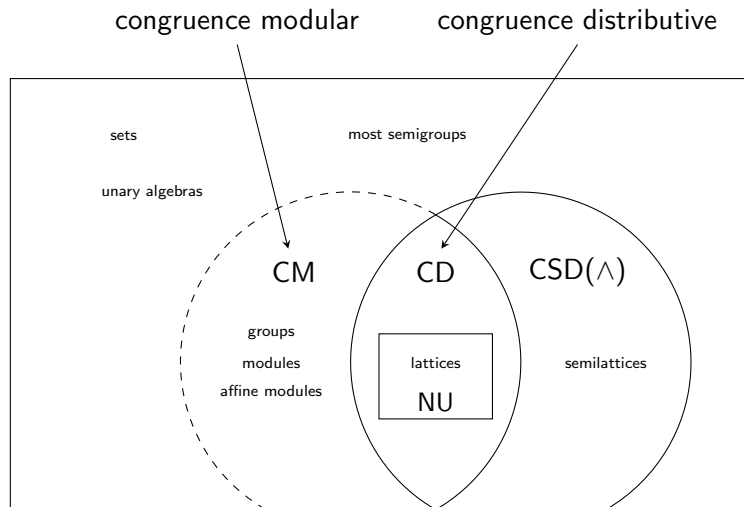 congruence modular congruence distributive
sets most semigroups
unary algebras
CM CD CSD(∧)
groups
modules lattices semilattices
affine modules
NU